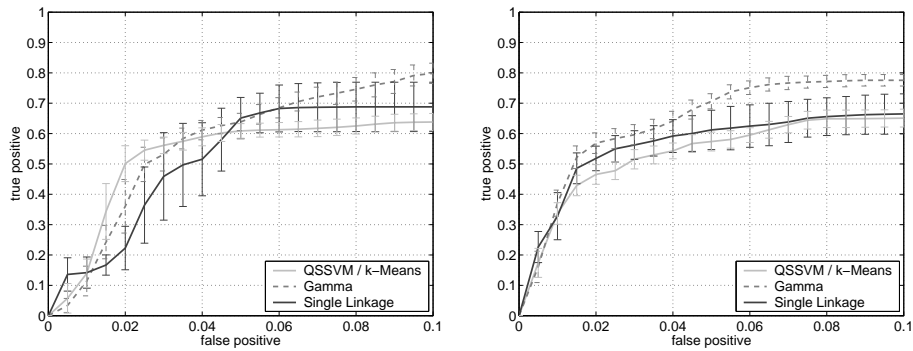 1
0.9
0.8
0.7
0.6
0.5
0.4
0.3
0.2
0.1
0
true positive
0 0.02 0.04 0.06 0.08 0.1
false positive
QSSVM / k−Means
Gamma
Single Linkage
1
0.9
0.8
0.7
0.6
0.5
0.4
0.3
0.2
0.1
0
true positive
0 0.02 0.04 0.06 0.08 0.1
false positive
QSSVM / k−Means
Gamma
Single Linkage